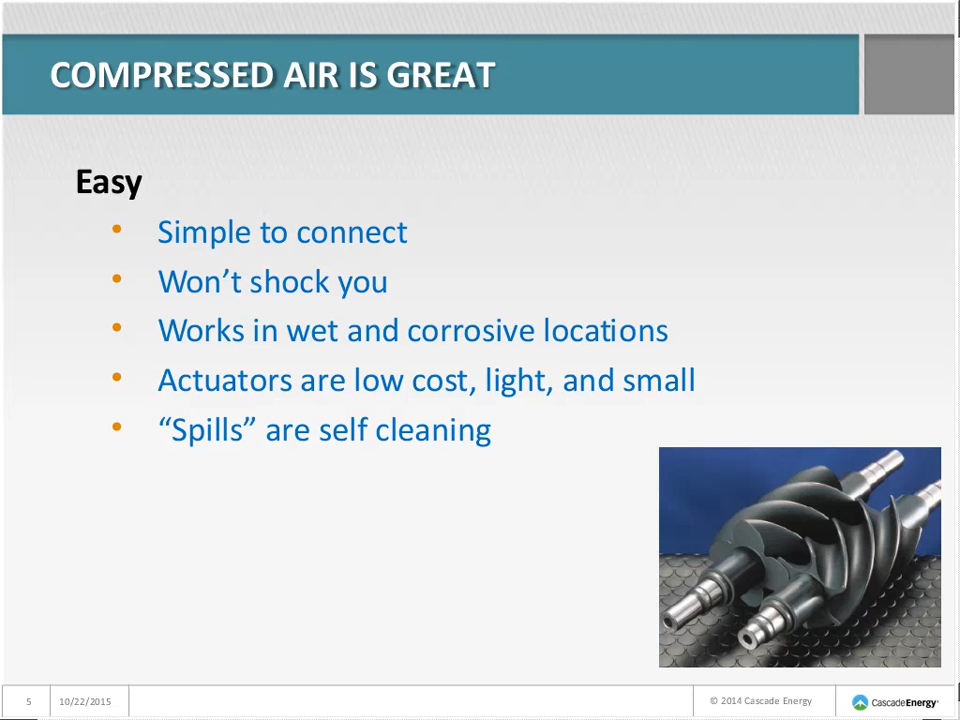 COMPRESSED AIR IS GREAT
Easy
• Simple to connect
• Won’t shock you
• Works in wet and corrosive locations
• Actuators are low cost, light, and small
• “Spills” are self cleaning
5
10/22/2015
© 2014 Cascade Energy
CascadeEnergy